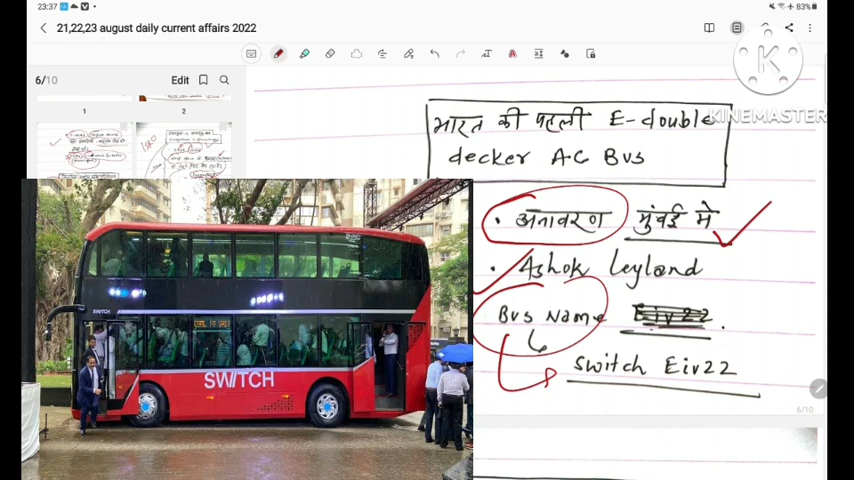 23:37
83%
21,22,23 august daily current affairs 2022
6/10
Edit
1
2
KINEMASTER
भारत की पहली E-double
decker AC Bus
• अनावरण मुंबई मे
• Ashok Leyland
Bus Name Eiv22.
Switch Eiv22
SWITCH
SWITCH
6/10